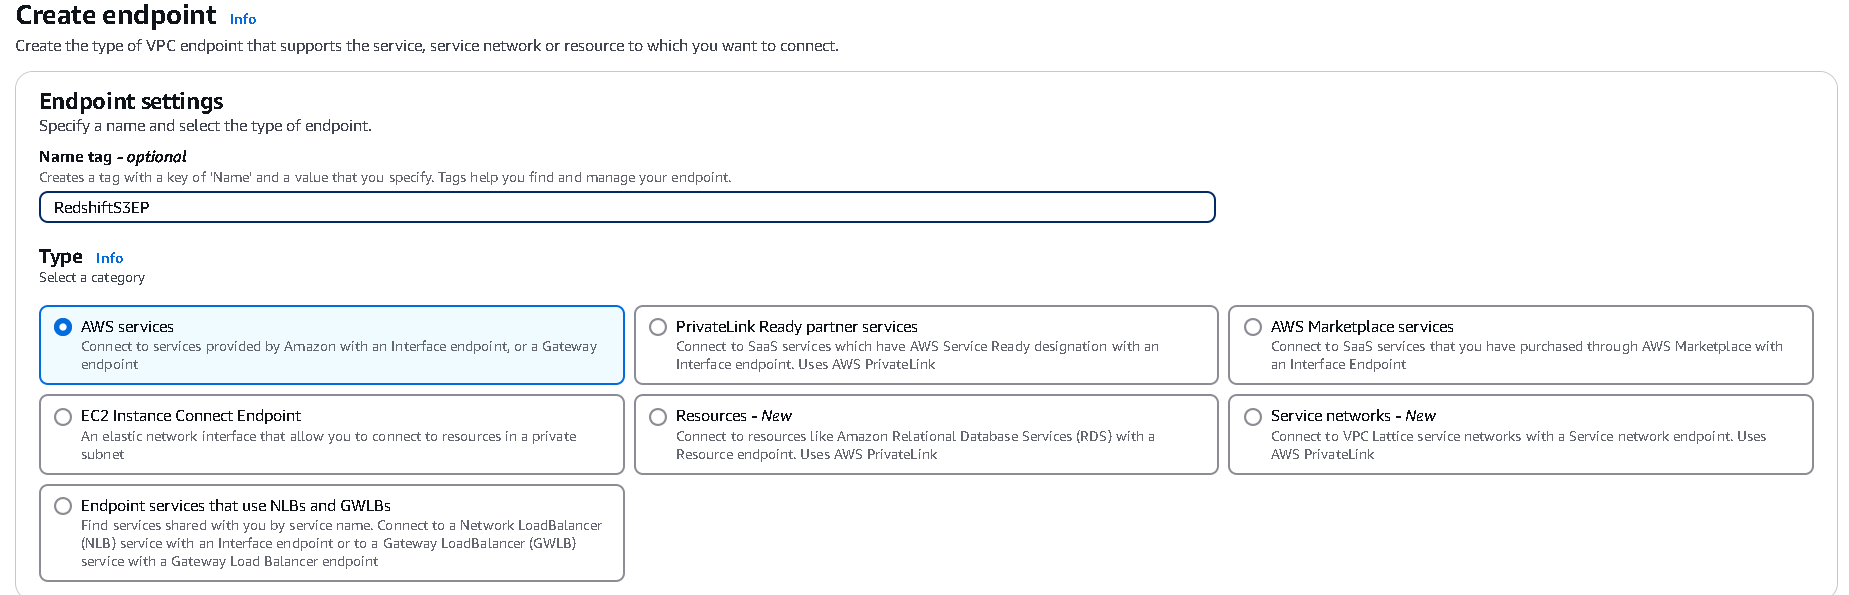 Create endpoint Info
Create the type of VPC endpoint that supports the service, service network or resource to which you want to connect.
Endpoint settings
Specify a name and select the type of endpoint.
Name tag - optional
Creates a tag with a key of 'Name' and a value that you specify. Tags help you find and manage your endpoint.
RedshiftS3EP
Type Info
Select a category
AWS services
Connect to services provided by Amazon with an Interface endpoint, or a Gateway
endpoint
PrivateLink Ready partner services
Connect to SaaS services which have AWS Service Ready designation with an
Interface endpoint. Uses AWS PrivateLink
AWS Marketplace services
Connect to SaaS services that you have purchased through AWS Marketplace with
an Interface Endpoint
EC2 Instance Connect Endpoint
An elastic network interface that allow you to connect to resources in a private
subnet
Resources - New
Connect to resources like Amazon Relational Database Services (RDS) with a
Resource endpoint. Uses AWS PrivateLink
Service networks - New
Connect to VPC Lattice service networks with a Service network endpoint. Uses
AWS PrivateLink
Endpoint services that use NLBs and GWLBs
Find services shared with you by service name. Connect to a Network LoadBalancer
(NLB) service with an Interface endpoint or to a Gateway LoadBalancer (GWLB)
service with a Gateway Load Balancer endpoint